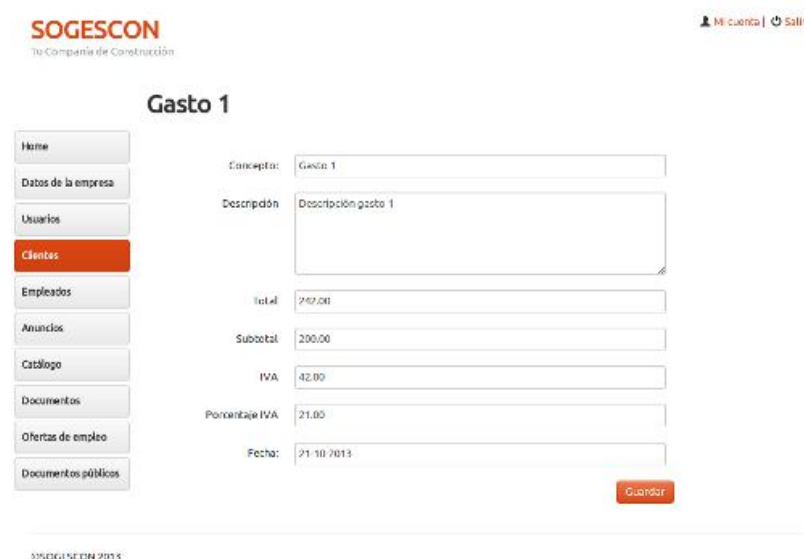 SOGESCON
Tu Compañía de Construcción
Mi cuenta | Salir
Gasto 1
Home
Datos de la empresa
Usuarios
Clientes
Empleados
Anuncios
Catálogo
Documentos
Ofertas de empleo
Documentos públicos
Concepto: Gasto 1
Descripción Descripción gasto 1
Total 242.00
Subtotal 200.00
IVA 42.00
Porcentaje IVA 21.00
Fecha: 21-10-2013
Guardar
©SOGESCON 2013